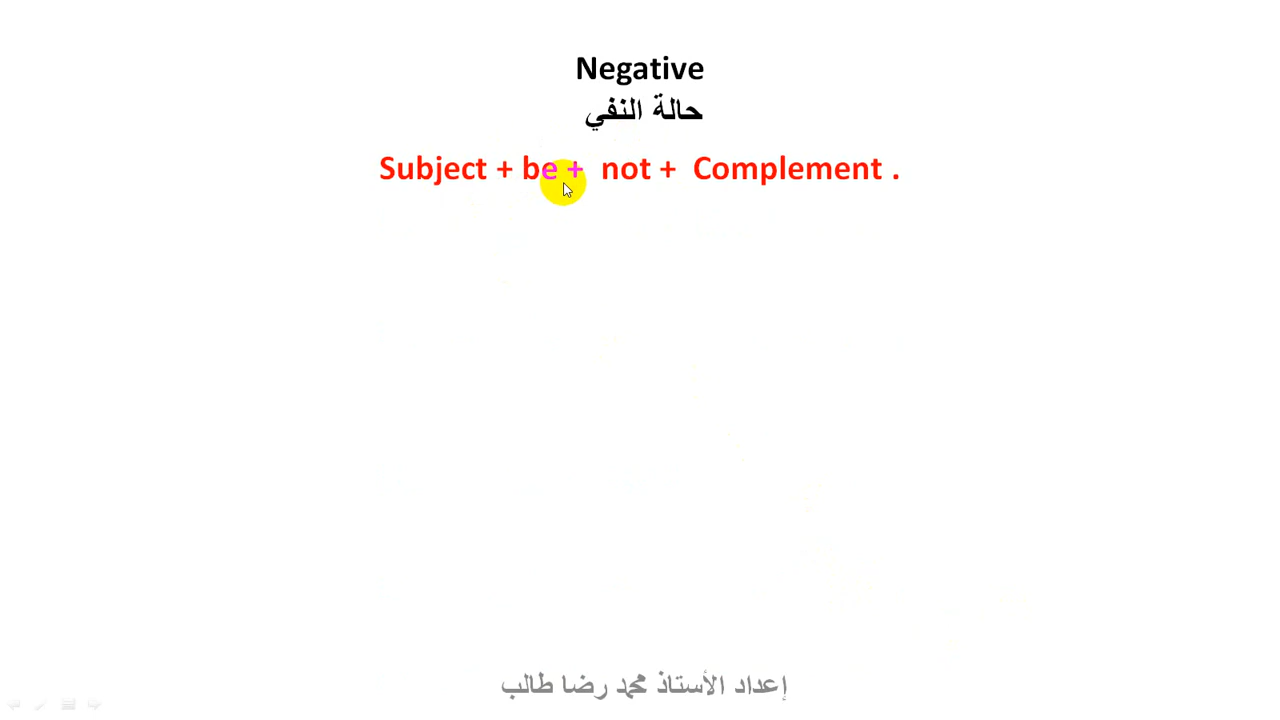 Negative
حالة النفي
Subject + be + not + Complement .
إعداد الأستاذ محمد رضا طالب